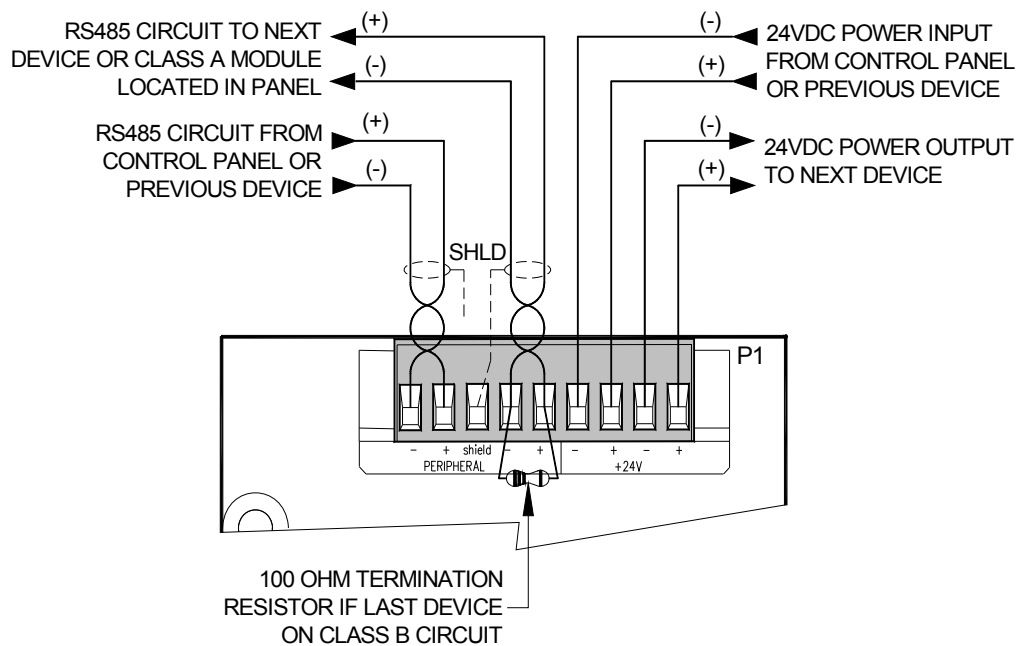 RS485 CIRCUIT TO NEXT
DEVICE OR CLASS A MODULE
LOCATED IN PANEL
(+)
(-)
RS485 CIRCUIT FROM
CONTROL PANEL OR
PREVIOUS DEVICE
(+)
(-)
(-)
(+)
24VDC POWER INPUT
FROM CONTROL PANEL
OR PREVIOUS DEVICE
(-)
(+)
24VDC POWER OUTPUT
TO NEXT DEVICE
SHLD
P1
- + shield - + - + - +
PERIPHERAL
+24V
100 OHM TERMINATION
RESISTOR IF LAST DEVICE
ON CLASS B CIRCUIT